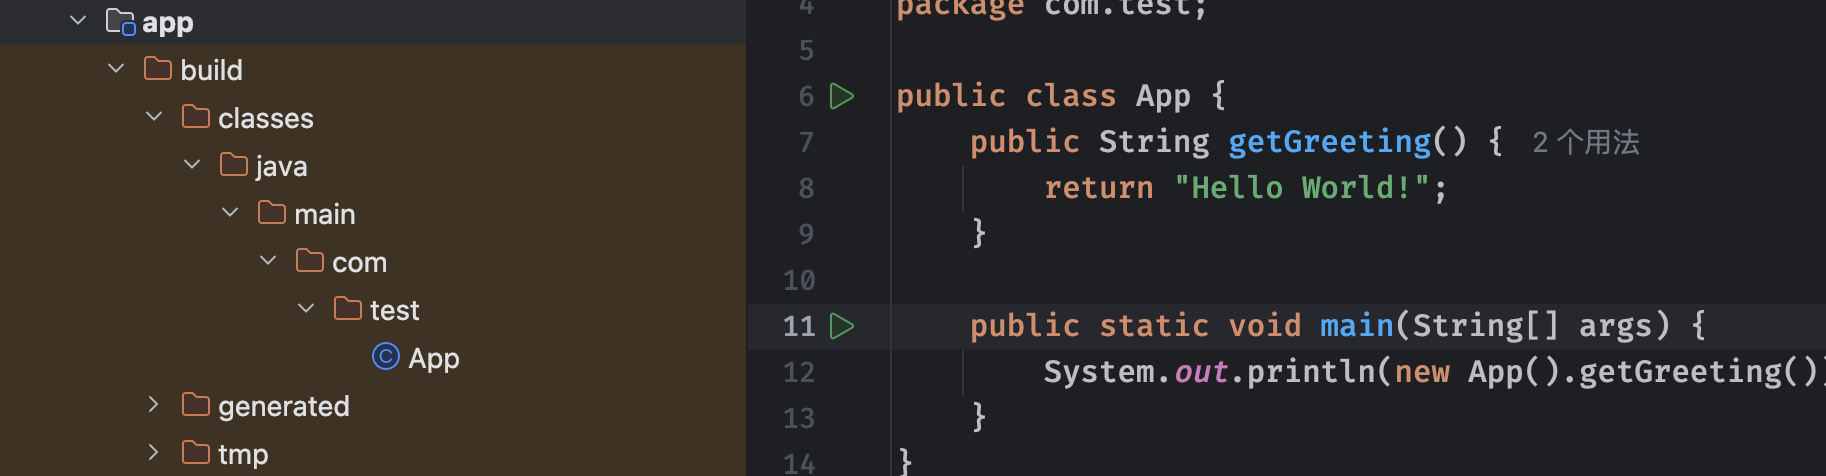 app
build
classes
java
main
com
test
App
generated
tmp
4 package com.test;
5
6 public class App {
7 public String getGreeting() { 2 个用法
8 return "Hello World!";
9 }
10
11 public static void main(String[] args) {
12 System.out.println(new App().getGreeting())
13 }
14 }